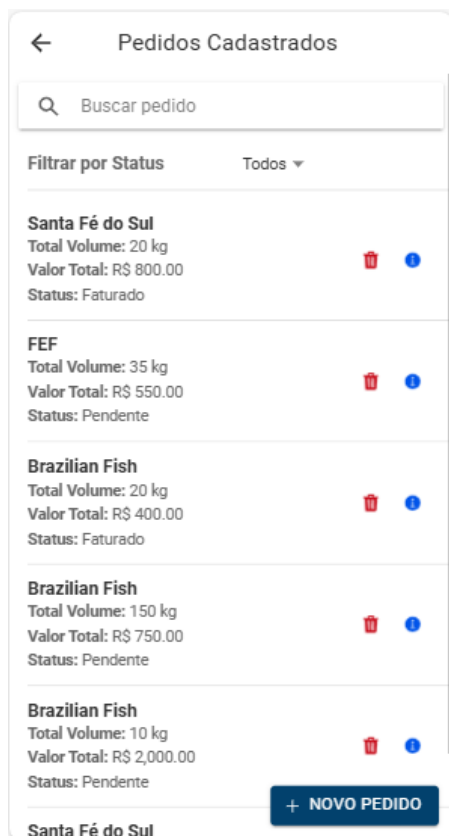 Pedidos Cadastrados
Buscar pedido
Filtrar por Status Todos
Santa Fé do Sul
Total Volume: 20 kg
Valor Total: R$ 800.00
Status: Faturado
FEF
Total Volume: 35 kg
Valor Total: R$ 550.00
Status: Pendente
Brazilian Fish
Total Volume: 20 kg
Valor Total: R$ 400.00
Status: Faturado
Brazilian Fish
Total Volume: 150 kg
Valor Total: R$ 750.00
Status: Pendente
Brazilian Fish
Total Volume: 10 kg
Valor Total: R$ 2,000.00
Status: Pendente
+ NOVO PEDIDO
Santa Fé do Sul